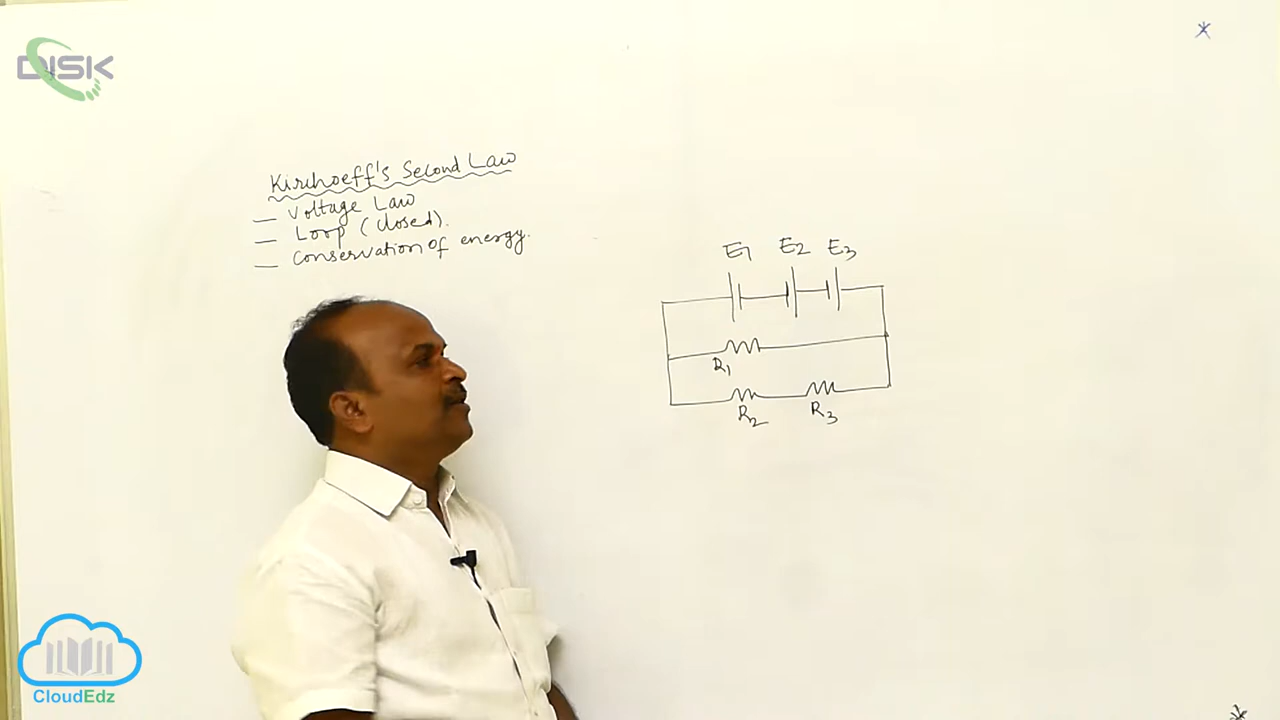 DISK
Kirchoeff's Second Law
— Voltage Law
— Loop (closed).
— Conservation of energy.
E1 E2 E3
R1
R2 R3
CloudEdz